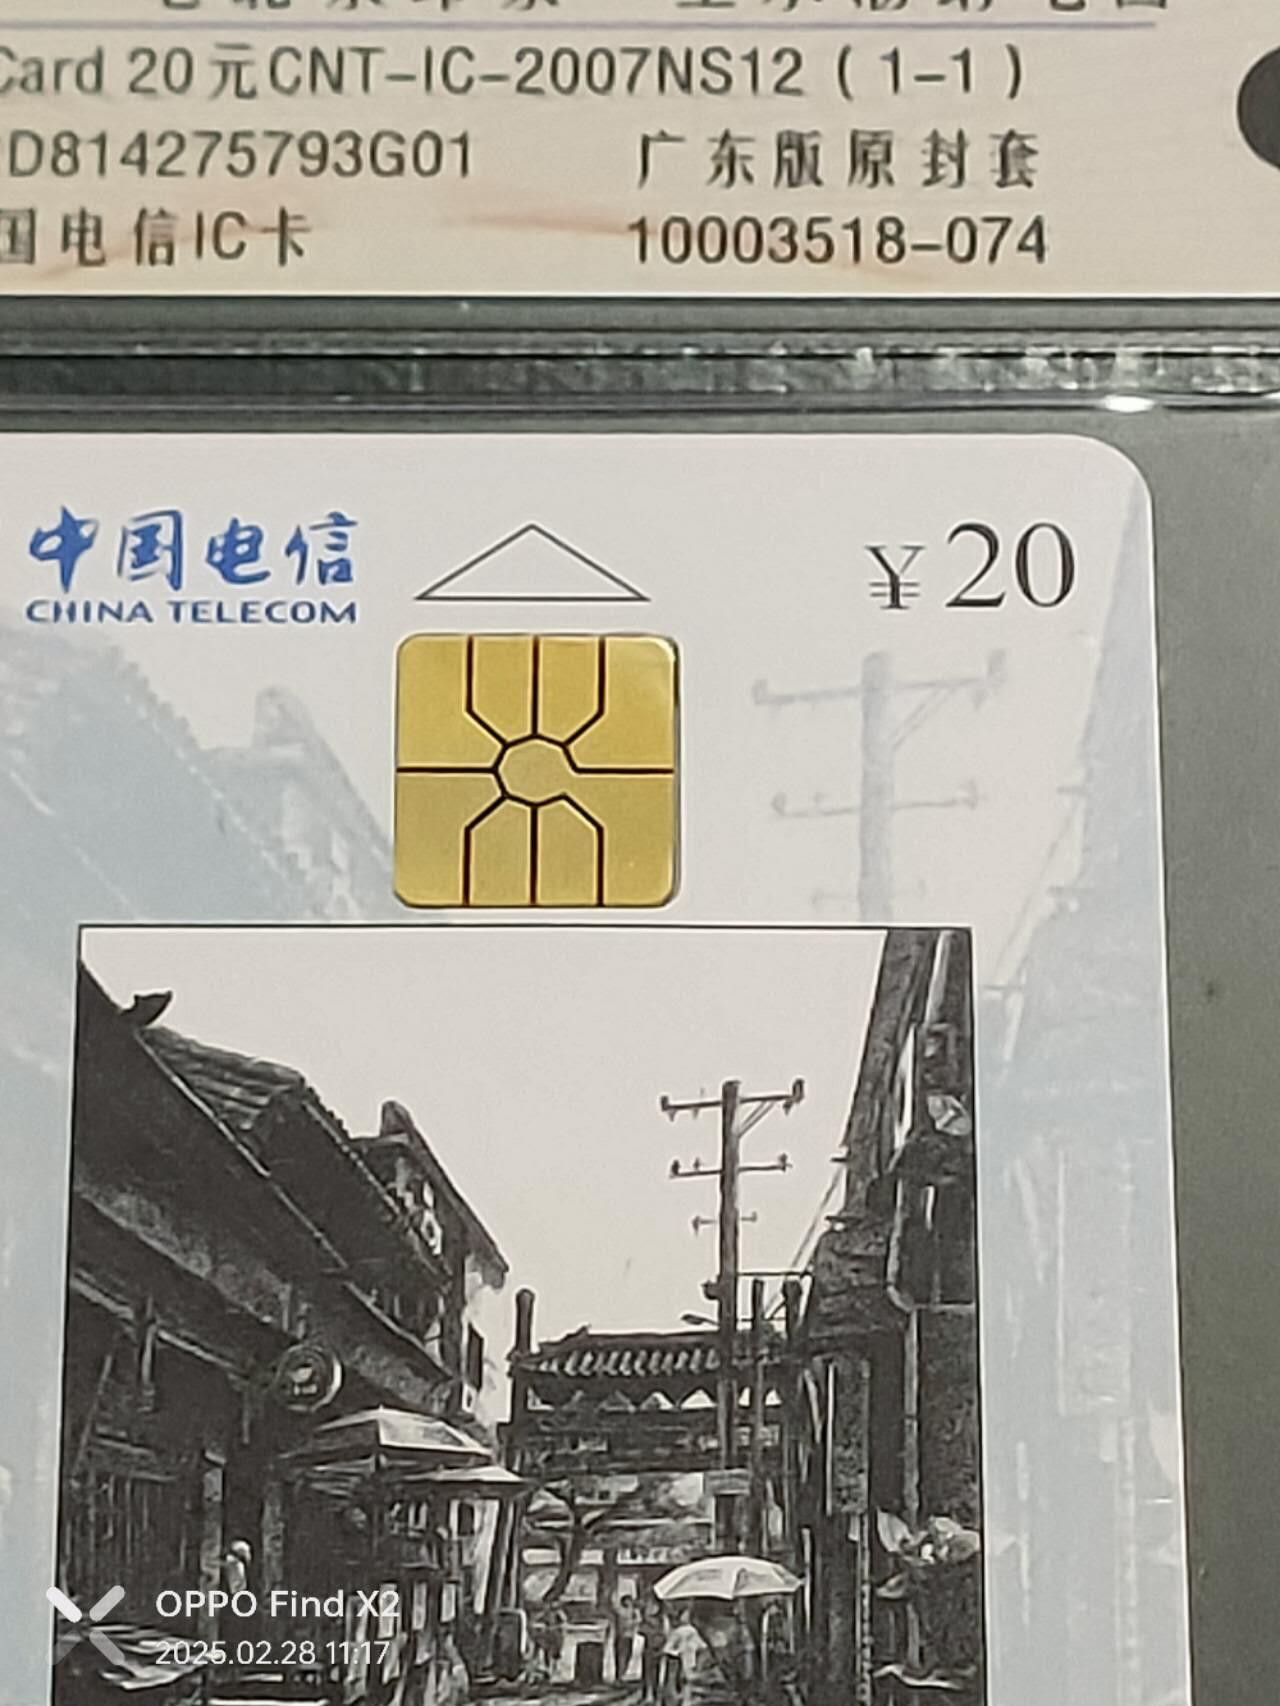 Card 20元CNT-IC-2007NS12 (1-1)
D814275793G01 广东版原封套
国电信IC卡 10003518-074
中国电信
CHINA TELECOM
¥20
OPPO Find X2
2025.02.28 11:17